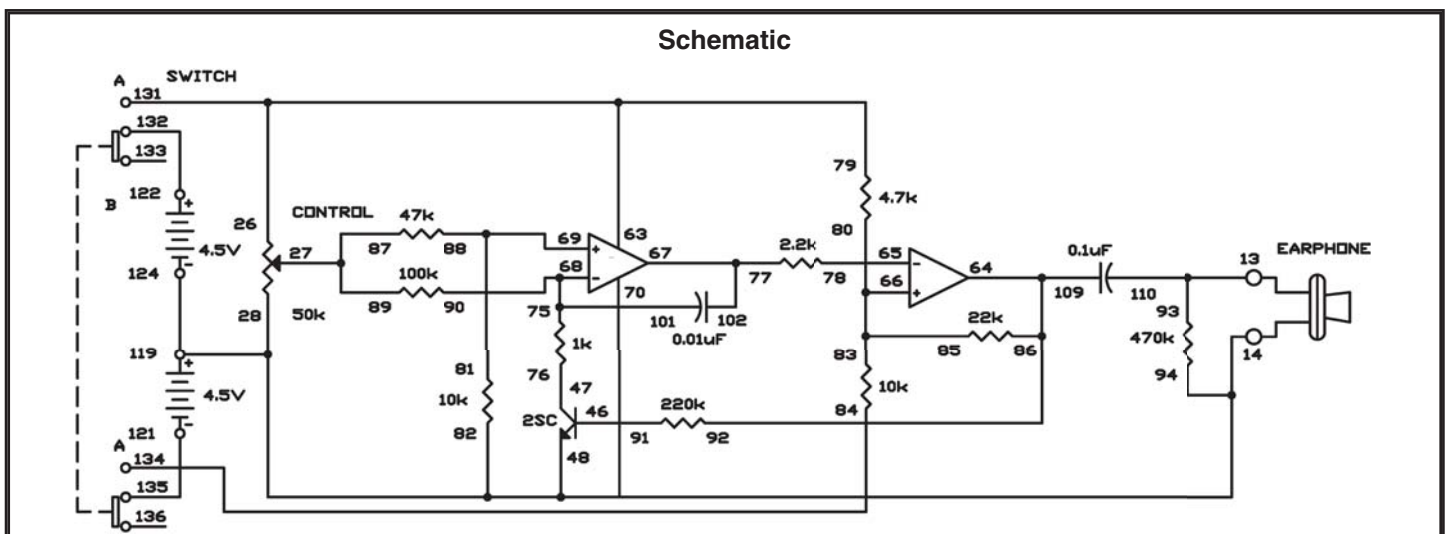 Schematic
A SWITCH
131
132
133
B 122
+
4.5V
-
124
26
CONTROL
27
28 50k
47k
87 88
100k
89 90
69 + 63
68 - 70
67
75
101 102
0.01uF
1k
76
47
2SC 46
48
81
10k
82
220k
91 92
79
4.7k
80
2.2k
77 78
65 -
66 +
64
22k
85 86
83
10k
84
0.1uF
109 110
93
470k
94
13 EARPHONE
14
119
+
4.5V
-
121
A 134
135
136